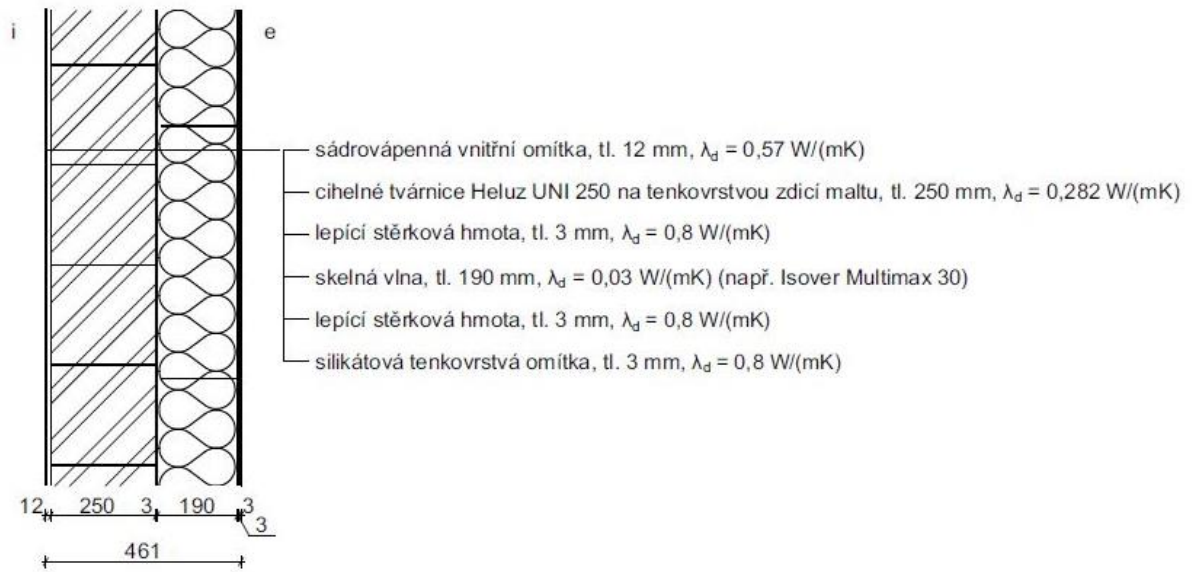 i
e
sádrovápenná vnitřní omítka, tl. 12 mm, λd = 0,57 W/(mK)
cihelné tvárnice Heluz UNI 250 na tenkovrstvou zdicí maltu, tl. 250 mm, λd = 0,282 W/(mK)
lepící stěrková hmota, tl. 3 mm, λd = 0,8 W/(mK)
skelná vlna, tl. 190 mm, λd = 0,03 W/(mK) (např. Isover Multimax 30)
lepící stěrková hmota, tl. 3 mm, λd = 0,8 W/(mK)
silikátová tenkovrstvá omítka, tl. 3 mm, λd = 0,8 W/(mK)
12 250 3 190 3
3
461